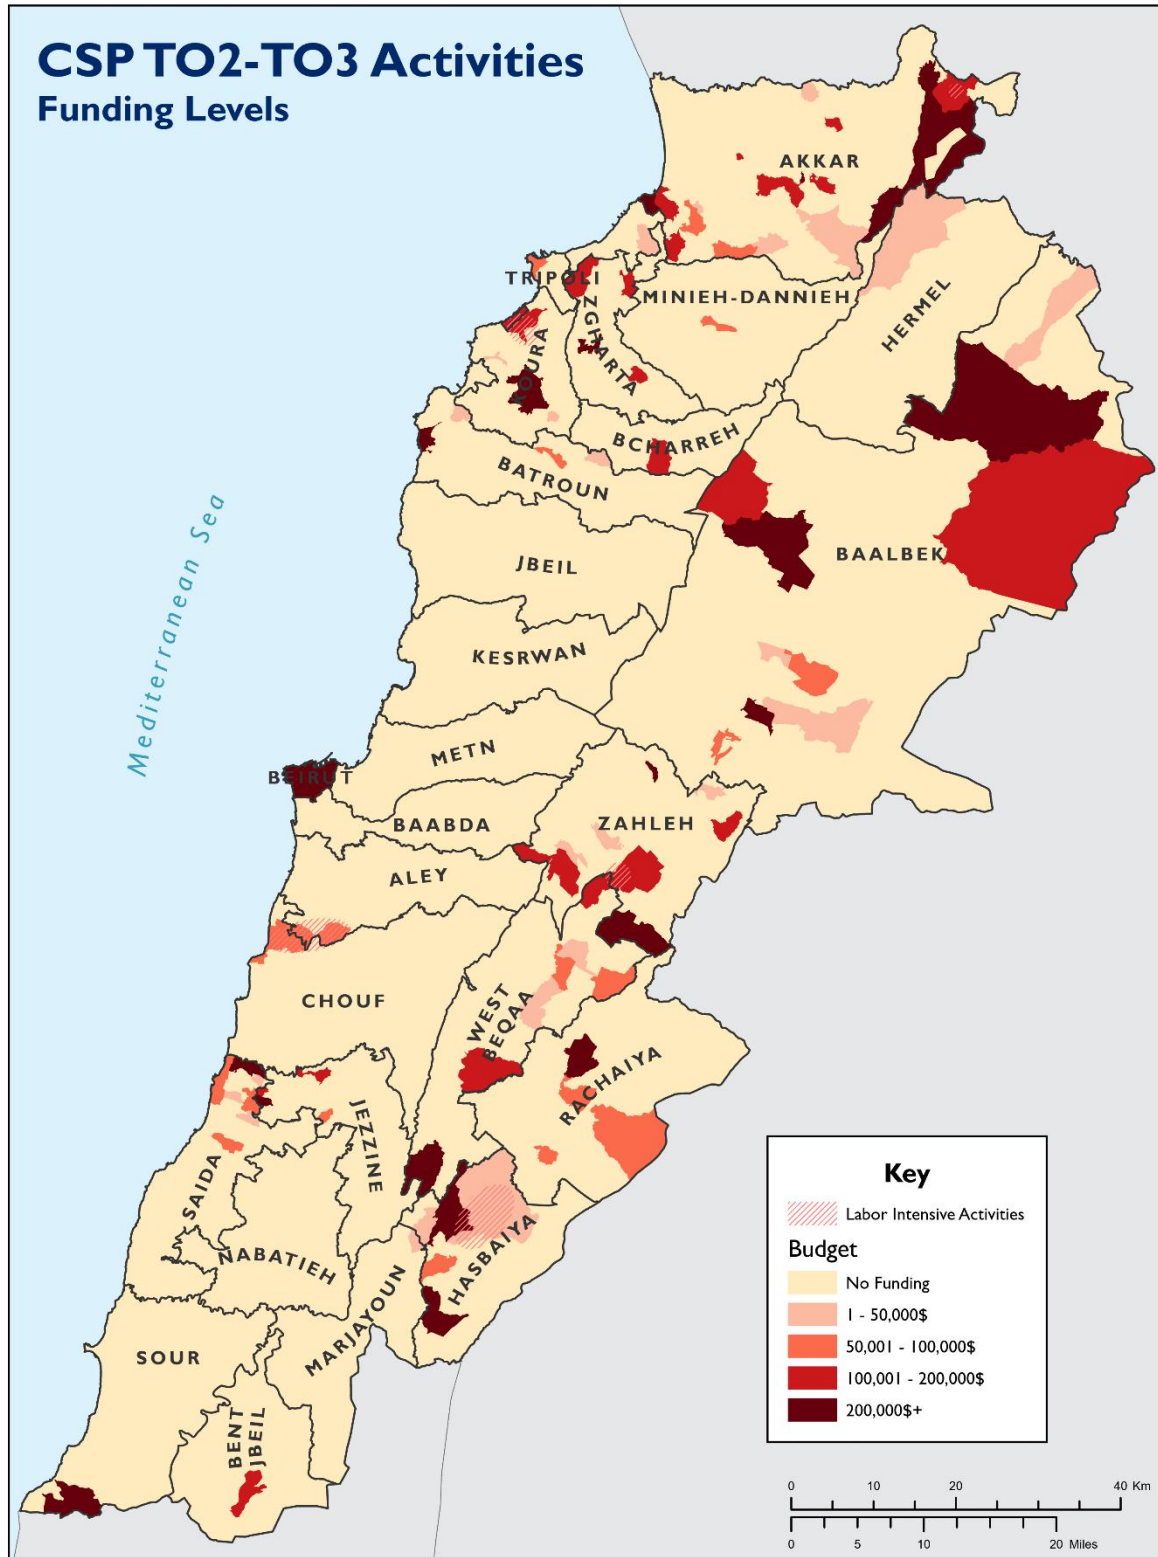 CSP TO2-TO3 Activities
Funding Levels
AKKAR
TRIPOLI
MINIEH-DANNIEH
ZGHARTA
HERMEL
KOURA
BCHARREH
BATROUN
BAALBEK
JBEIL
KESRWAN
Mediterranean Sea
METN
BEIRUT
BAABDA
ZAHLEH
ALEY
CHOUF
WEST
BEQAA
RACHAIYA
JEZZINE
SAIDA
NABATIEH
HASBAIYA
MARJAYOUN
SOUR
BENT
JBEIL
Key
Labor Intensive Activities
Budget
No Funding
1 - 50,000$
50,001 - 100,000$
100,001 - 200,000$
200,000$+
0 10 20 40 Km
0 5 10 20 Miles